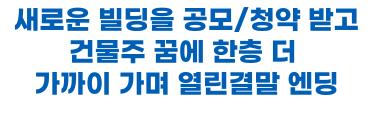 새로운 빌딩을 공모/청약 받고
건물주 꿈에 한층 더
가까이 가며 열린결말 엔딩